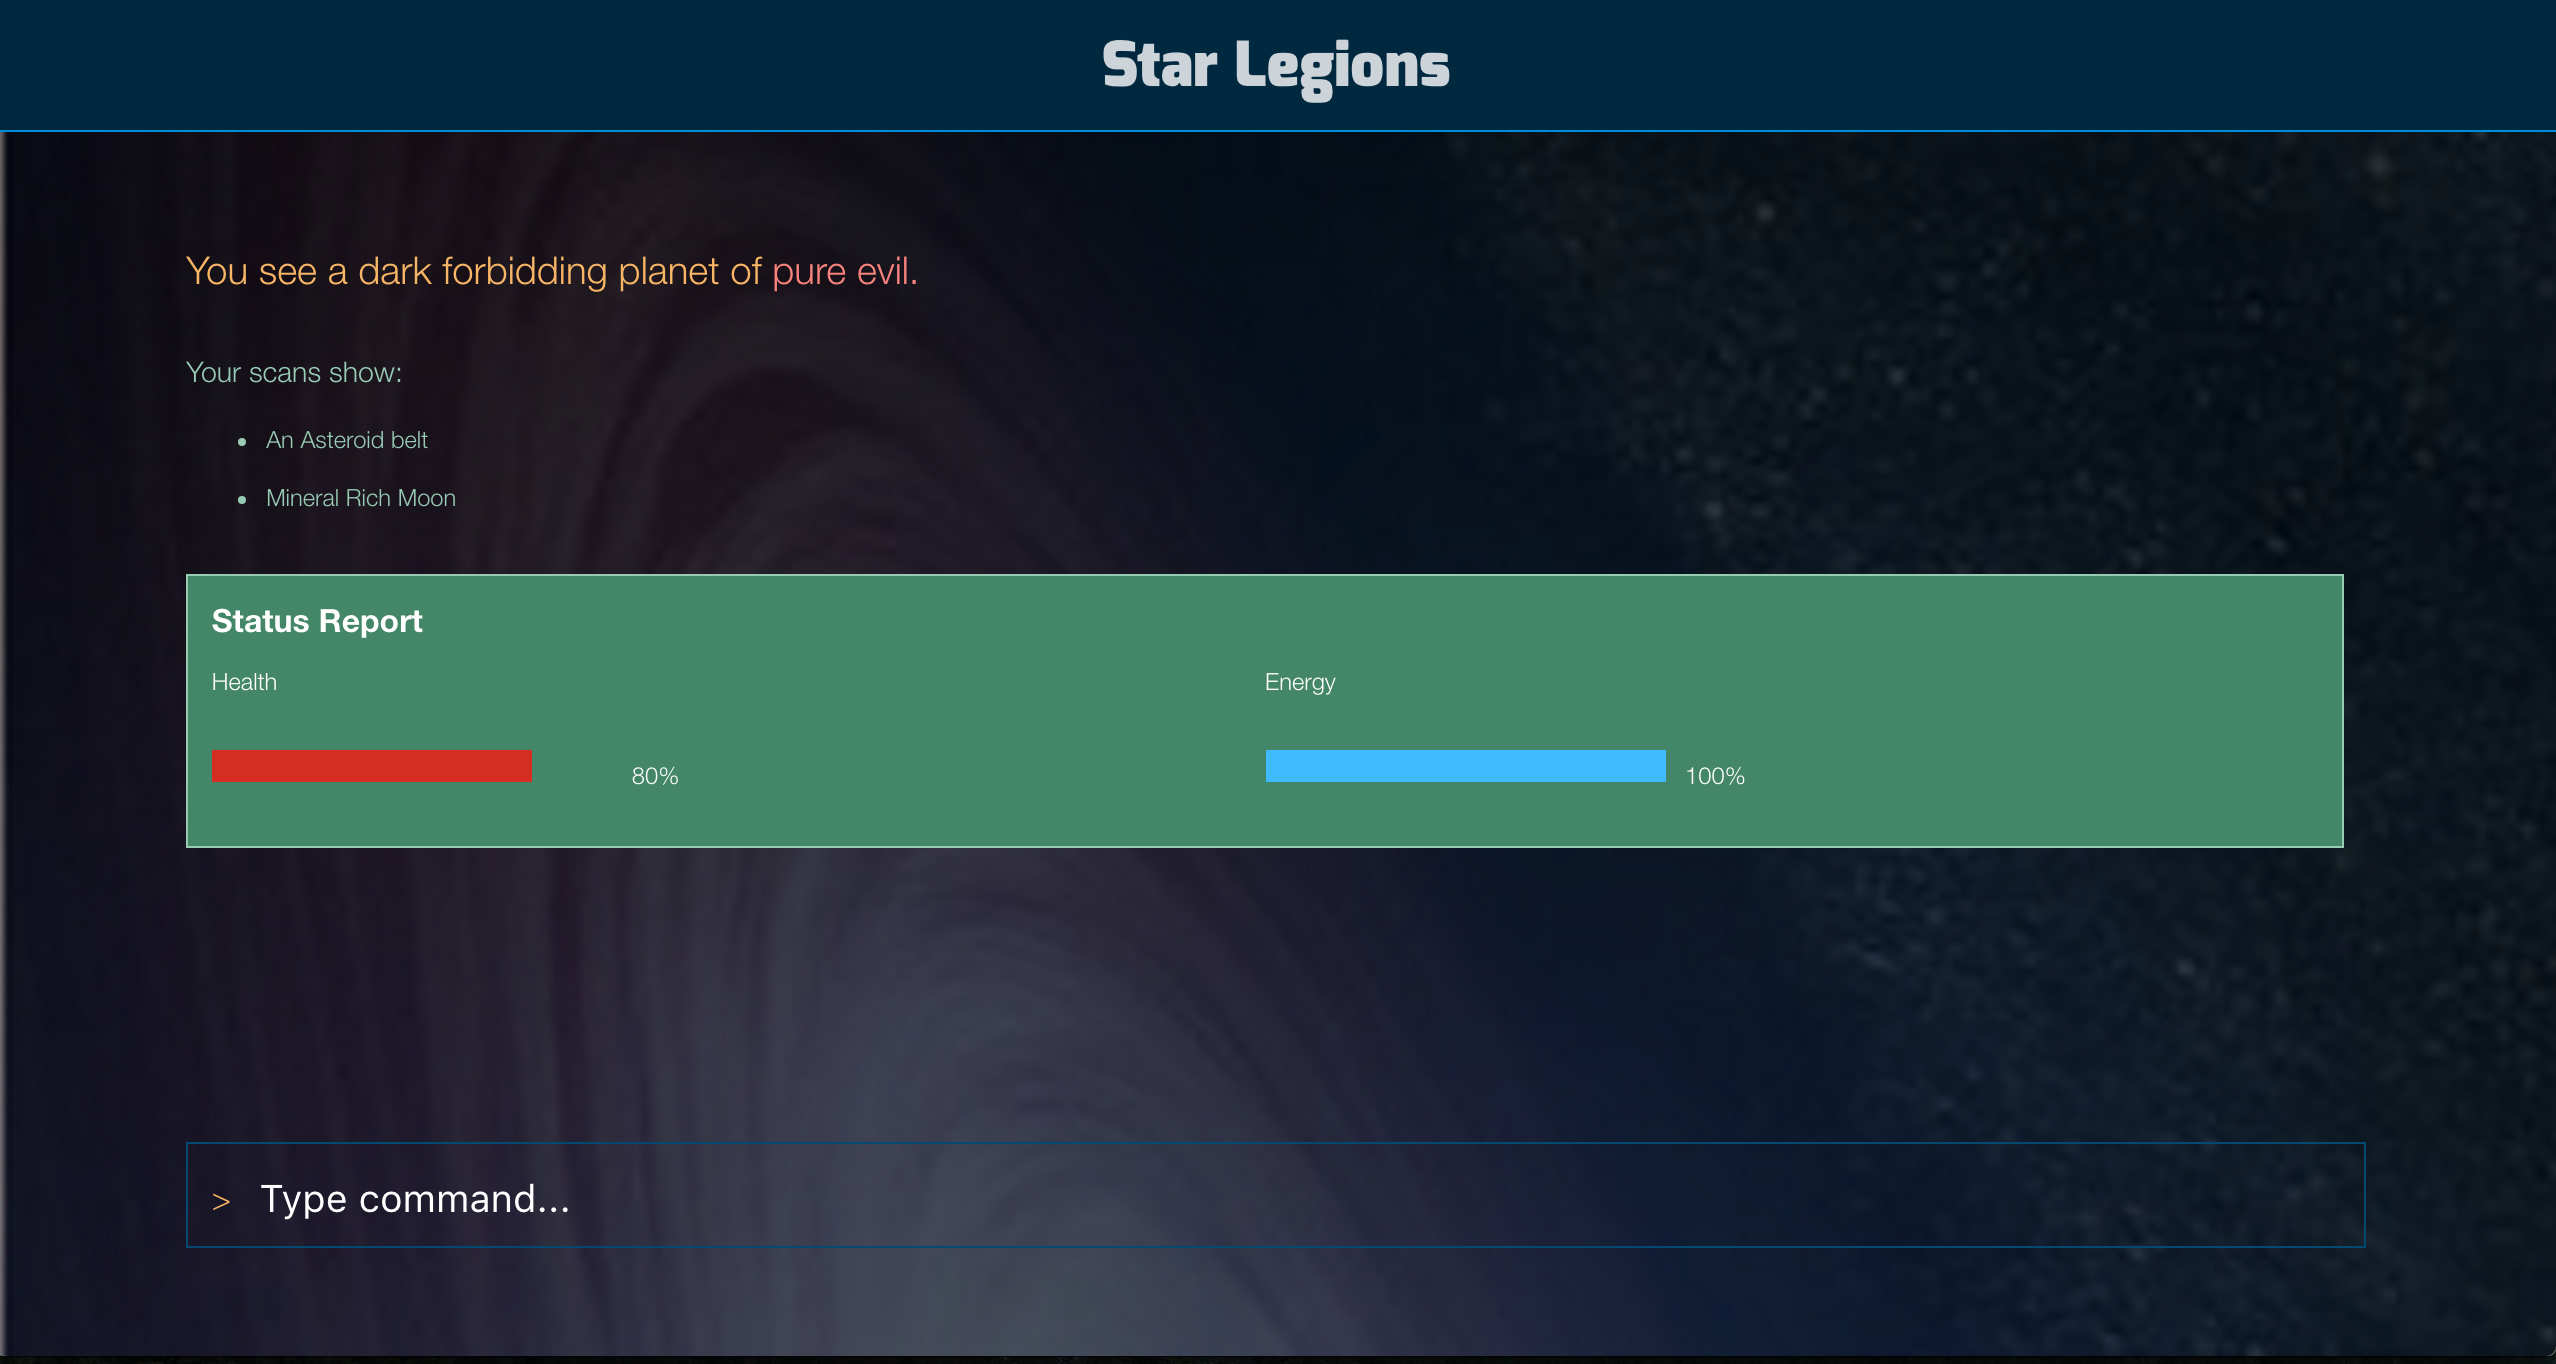 Star Legions
You see a dark forbidding planet of pure evil.
Your scans show:
An Asteroid belt
Mineral Rich Moon
Status Report
Health
Energy
80%
100%
> Type command...